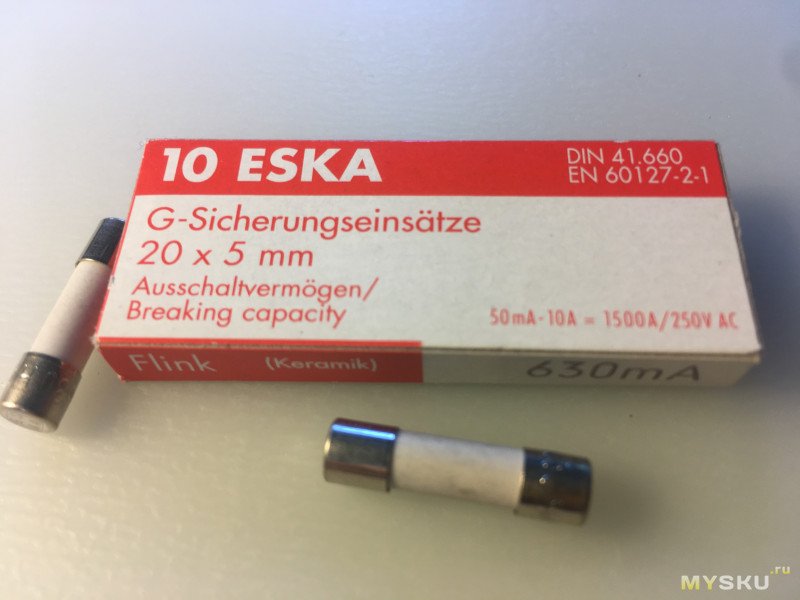 10 ESKA
DIN 41.660
EN 60127-2-1
G-Sicherungseinsätze
20 x 5 mm
Ausschaltvermögen/
Breaking capacity
50mA-10A = 1500A/250V AC
Flink (Keramik) 630mA
MYSKU.ru